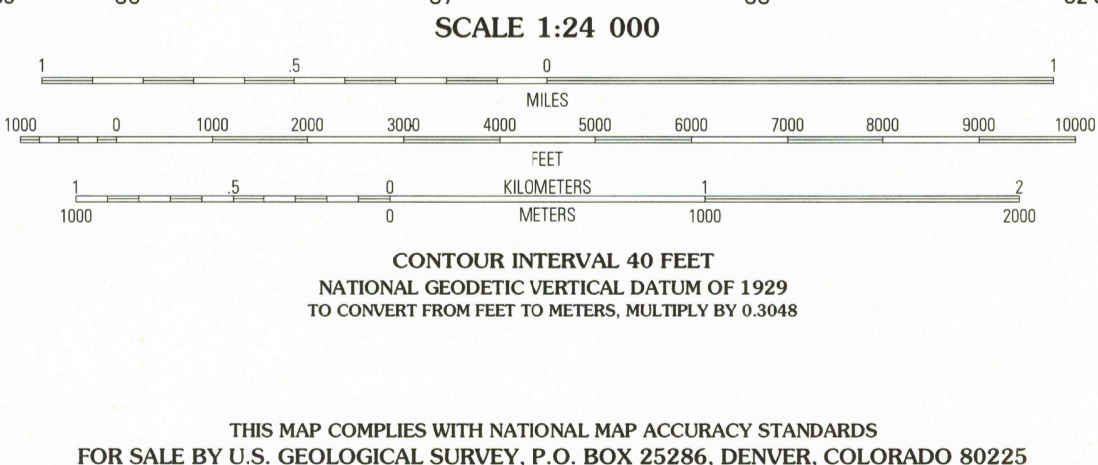 SCALE 1:24 000
1 .5 0 1
MILES
1000 0 1000 2000 3000 4000 5000 6000 7000 8000 9000 10000
FEET
1 .5 0 KILOMETERS 1 2
1000 0 METERS 1000 2000
CONTOUR INTERVAL 40 FEET
NATIONAL GEODETIC VERTICAL DATUM OF 1929
TO CONVERT FROM FEET TO METERS, MULTIPLY BY 0.3048
THIS MAP COMPLIES WITH NATIONAL MAP ACCURACY STANDARDS
FOR SALE BY U.S. GEOLOGICAL SURVEY, P.O. BOX 25286, DENVER, COLORADO 80225